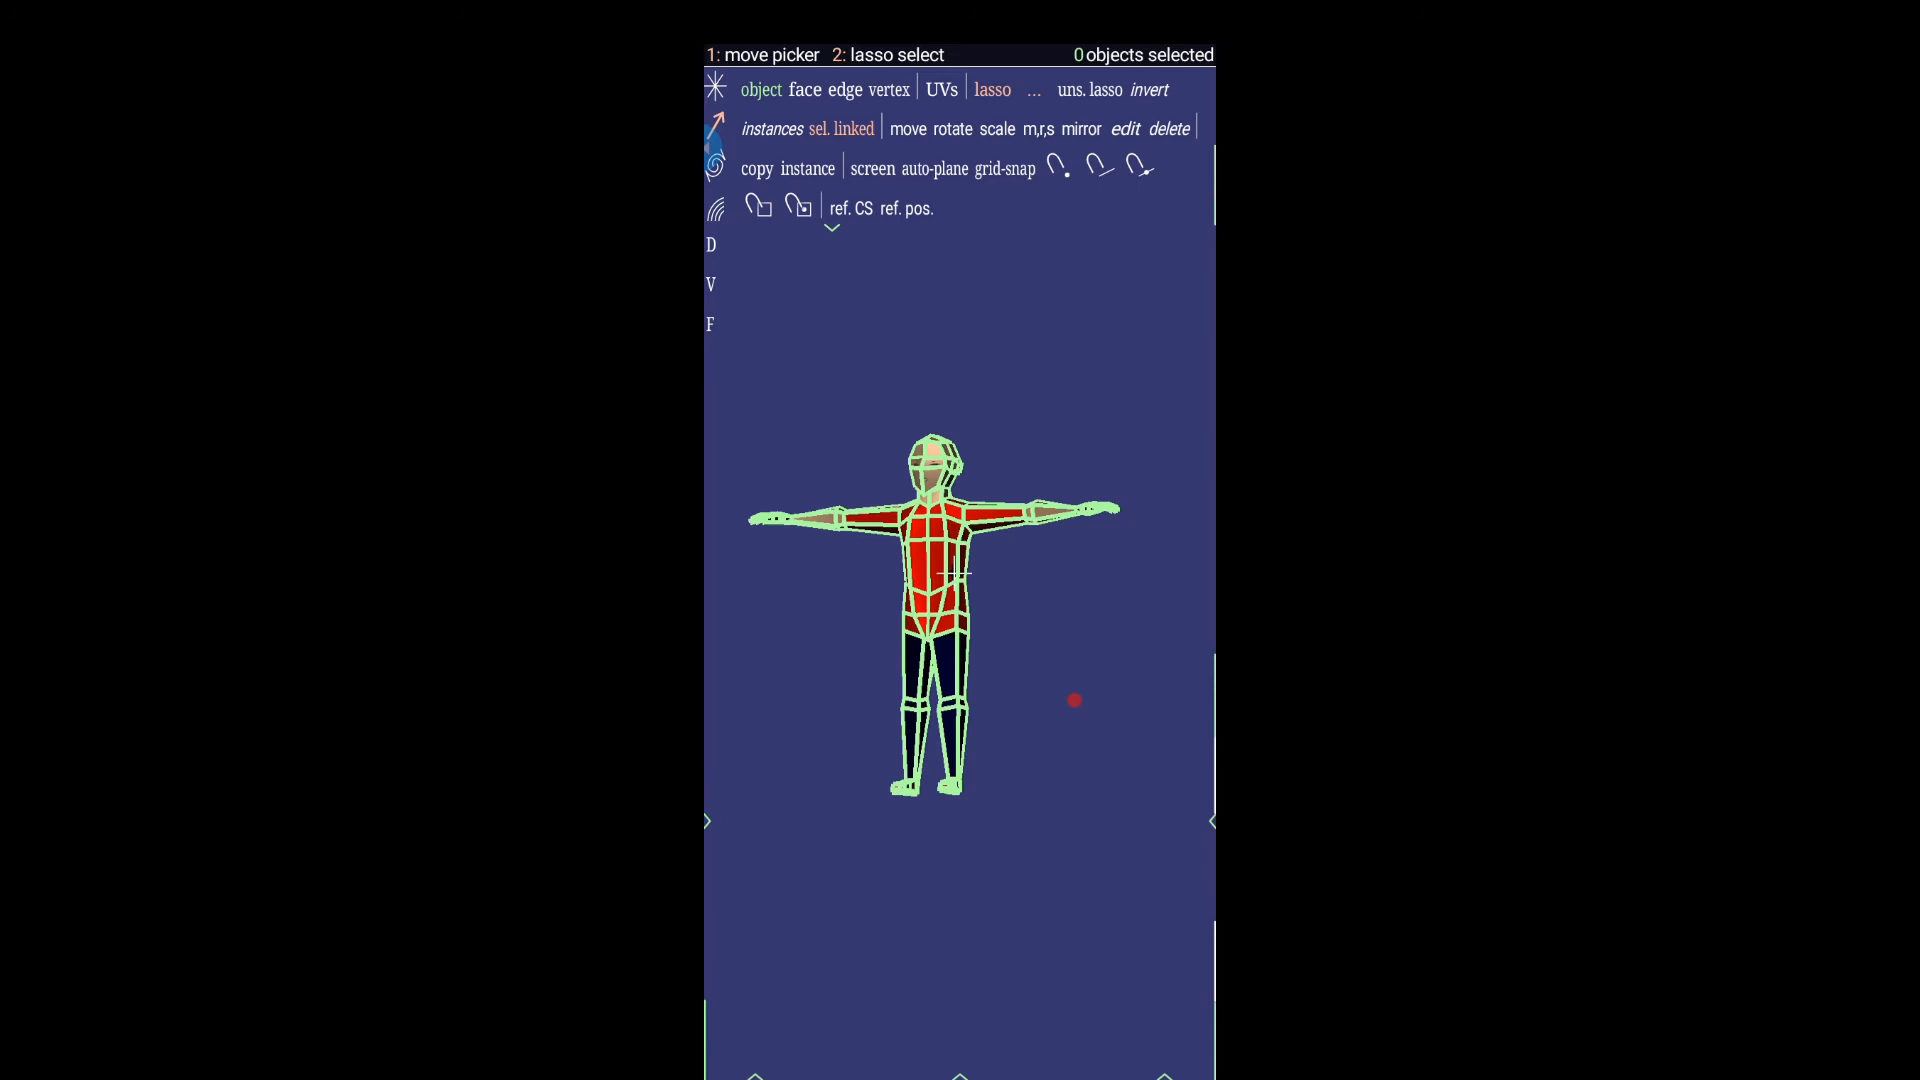 1: move picker 2: lasso select 0 objects selected
object face edge vertex UVs lasso ... uns. lasso invert
instances sel. linked move rotate scale m,r,s mirror edit delete
copy instance screen auto-plane grid-snap
ref. CS ref. pos.
D
V
F